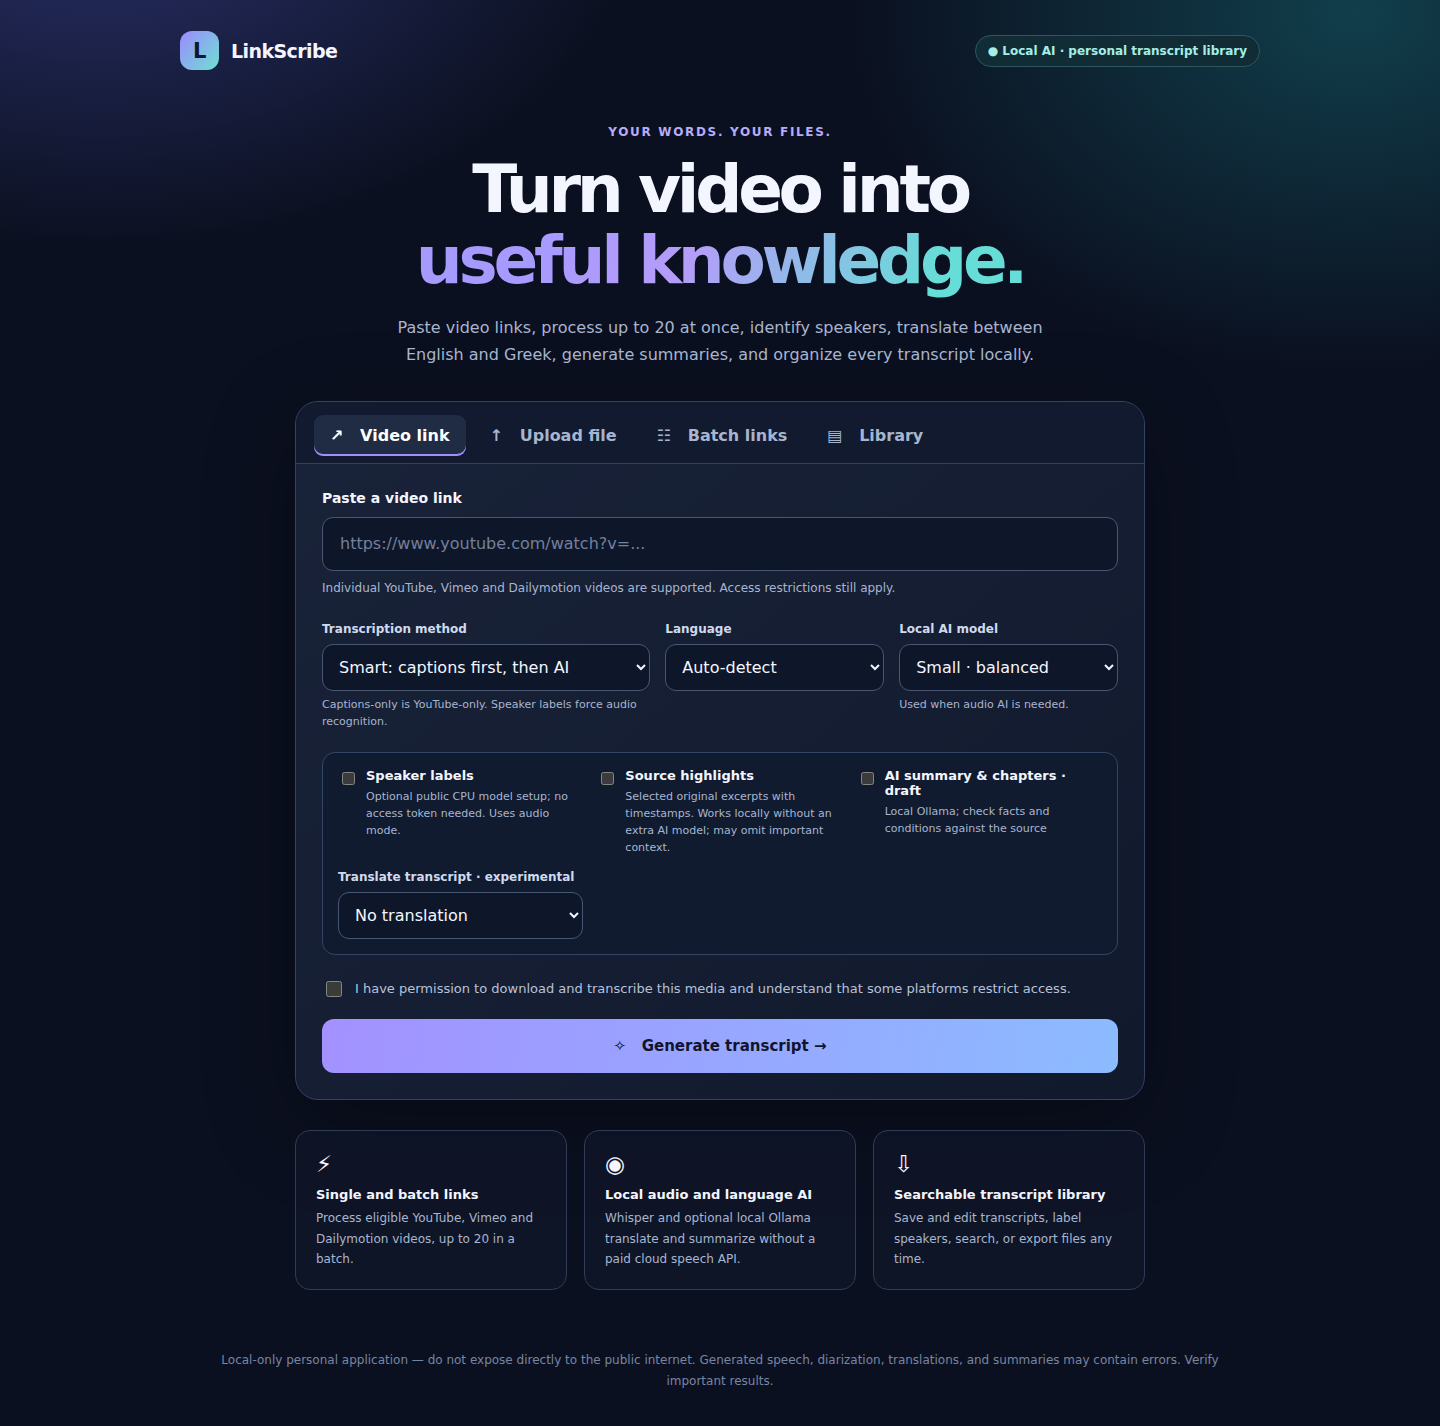 L LinkScribe
● Local AI · personal transcript library
YOUR WORDS. YOUR FILES.
Turn video into
useful knowledge.
Paste video links, process up to 20 at once, identify speakers, translate between
English and Greek, generate summaries, and organize every transcript locally.
↗ Video link
↑ Upload file
☷ Batch links
▤ Library
Paste a video link
https://www.youtube.com/watch?v=...
Individual YouTube, Vimeo and Dailymotion videos are supported. Access restrictions still apply.
Transcription method
Smart: captions first, then AI
Captions-only is YouTube-only. Speaker labels force audio
recognition.
Language
Auto-detect
Local AI model
Small · balanced
Used when audio AI is needed.
Speaker labels
Optional public CPU model setup; no
access token needed. Uses audio
mode.
Source highlights
Selected original excerpts with
timestamps. Works locally without an
extra AI model; may omit important
context.
AI summary & chapters ·
draft
Local Ollama; check facts and
conditions against the source
Translate transcript · experimental
No translation
I have permission to download and transcribe this media and understand that some platforms restrict access.
✧ Generate transcript →
⚡
Single and batch links
Process eligible YouTube, Vimeo and
Dailymotion videos, up to 20 in a
batch.
◉
Local audio and language AI
Whisper and optional local Ollama
translate and summarize without a
paid cloud speech API.
⇩
Searchable transcript library
Save and edit transcripts, label
speakers, search, or export files any
time.
Local-only personal application — do not expose directly to the public internet. Generated speech, diarization, translations, and summaries may contain errors. Verify
important results.